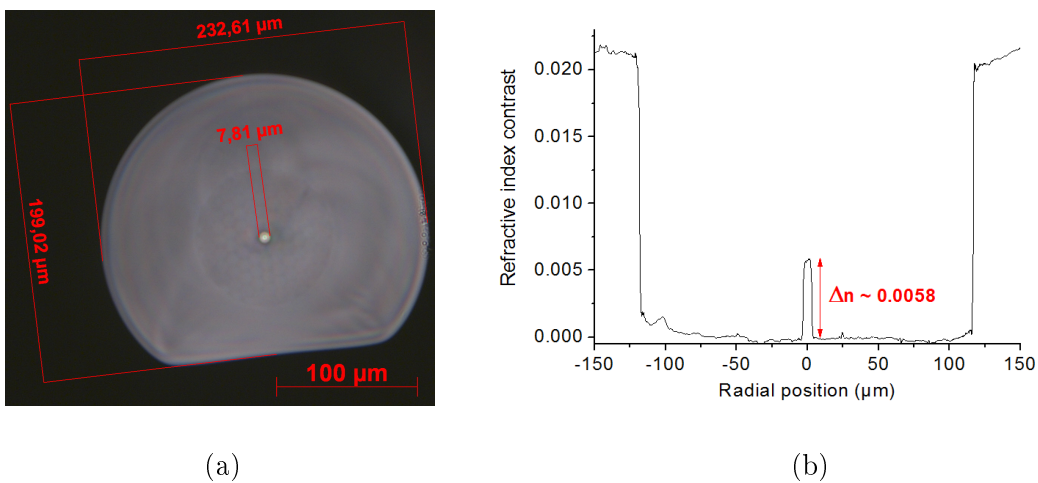 232,61 µm
7,81 µm
199,02 µm
100 µm
(a)
Refractive index contrast
0.020
0.015
0.010
0.005
0.000
Δn ~ 0.0058
-150 -100 -50 0 50 100 150
Radial position (µm)
(b)